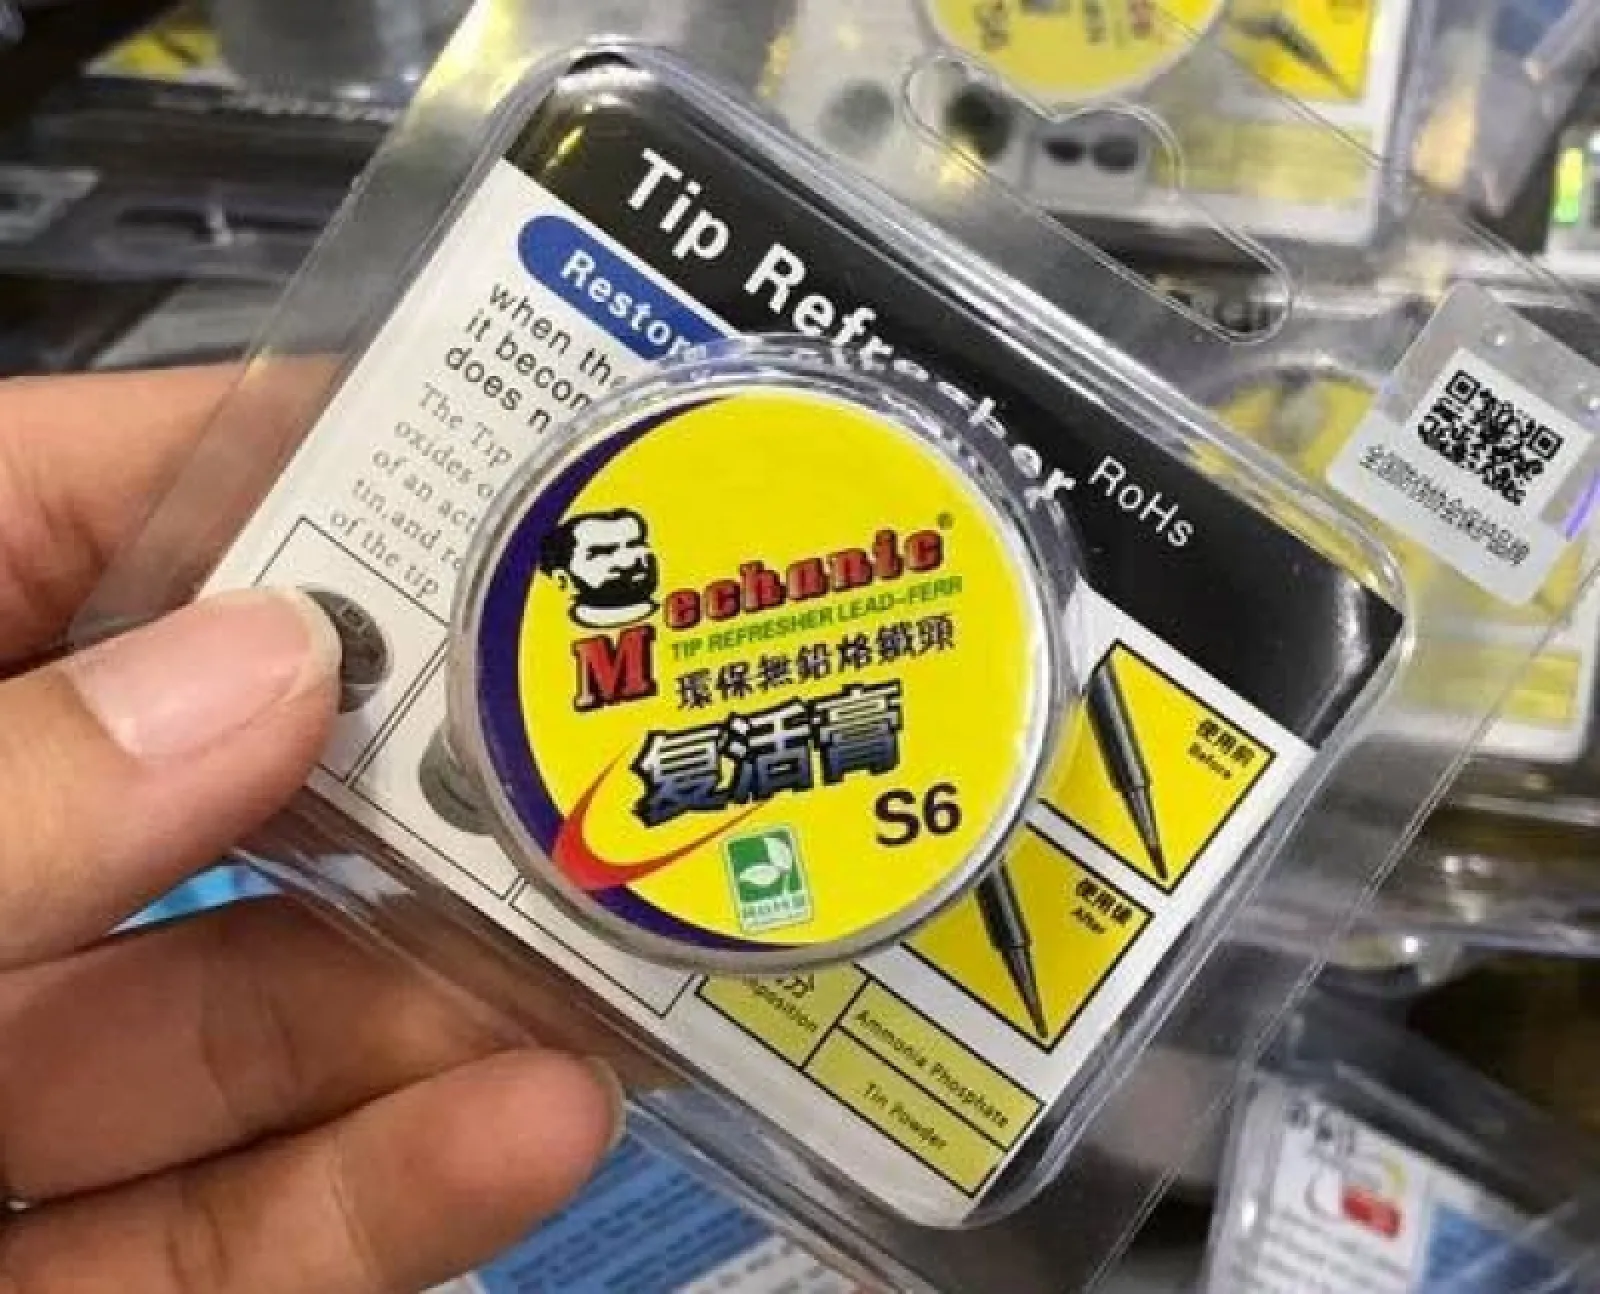 Tip Refresher RoHs
Restore
when the
it becom
does n
The Tip
oxides o
of an act
tin.and re
of the tip
Mechanic®
TIP REFRESHER LEAD-FERR
環保無鉛烙鐵頭
复活膏
S6
使用前
Before
使用後
After
分
position
Ammonia Phosphate
Tin Powder